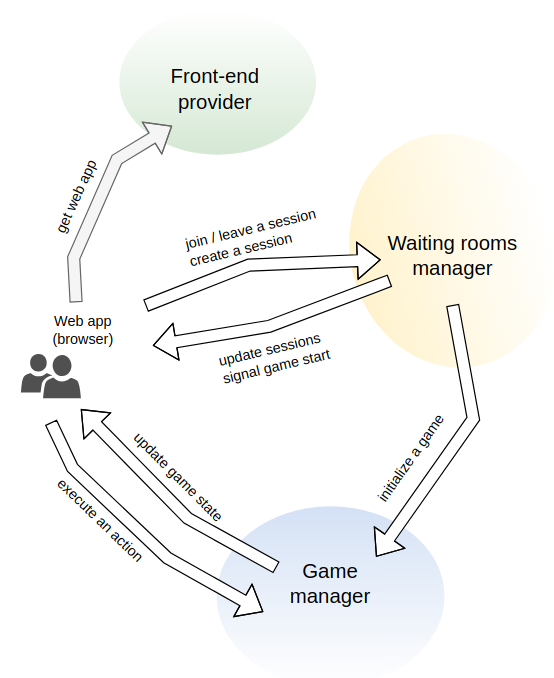 Front-end
provider
get web app
join / leave a session
create a session
Waiting rooms
manager
Web app
(browser)
update sessions
signal game start
initialize a game
update game state
execute an action
Game
manager